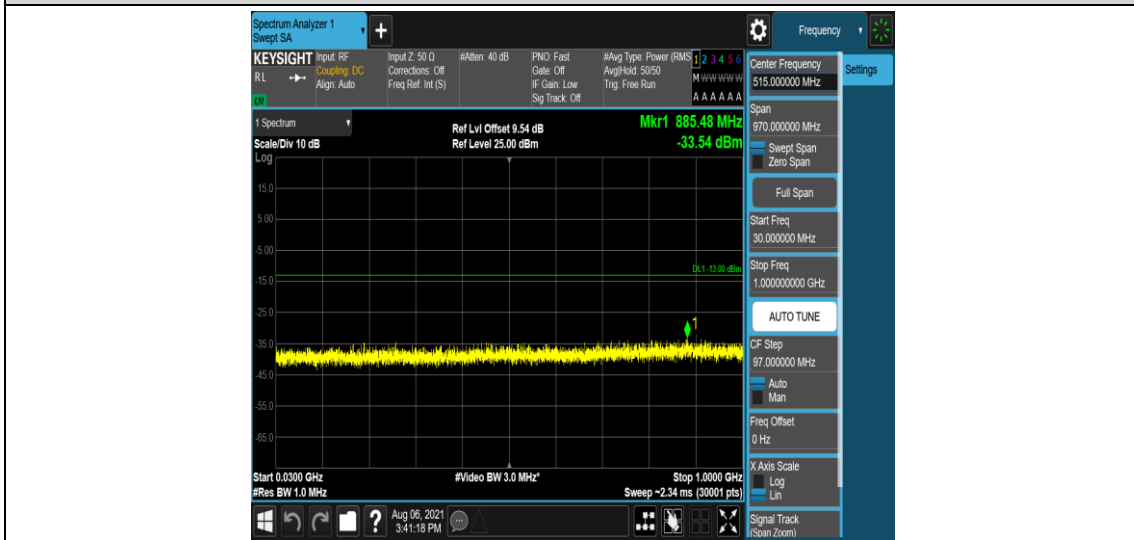 Spectrum Analyzer 1
Swept SA
Frequency
KEYSIGHT
RL
Input: RF
Coupling: DC
Align: Auto
Input Z: 50 Ω
Corrections: Off
Freq Ref: Int (S)
#Atten: 40 dB
PNO: Fast
Gate: Off
IF Gain: Low
Sig Track: Off
#Avg Type: Power (RMS
Avg|Hold: 50/50
Trig: Free Run
1 2 3 4 5 6
M W W W W W
A A A A A A
1 Spectrum
Scale/Div 10 dB
Log
Ref Lvl Offset 9.54 dB
Ref Level 25.00 dBm
Mkr1 885.48 MHz
-33.54 dBm
15.0
5.00
-5.00
-15.0
-25.0
-35.0
-45.0
-55.0
-65.0
DL1 -13.00 dBm
1
Start 0.0300 GHz
#Res BW 1.0 MHz
#Video BW 3.0 MHz*
Stop 1.0000 GHz
Sweep ~2.34 ms (30001 pts)
Center Frequency
515.000000 MHz
Settings
Span
970.000000 MHz
Swept Span
Zero Span
Full Span
Start Freq
30.000000 MHz
Stop Freq
1.000000000 GHz
AUTO TUNE
CF Step
97.000000 MHz
Auto
Man
Freq Offset
0 Hz
X Axis Scale
Log
Lin
Signal Track
(Span Zoom)
Aug 06, 2021
3:41:18 PM